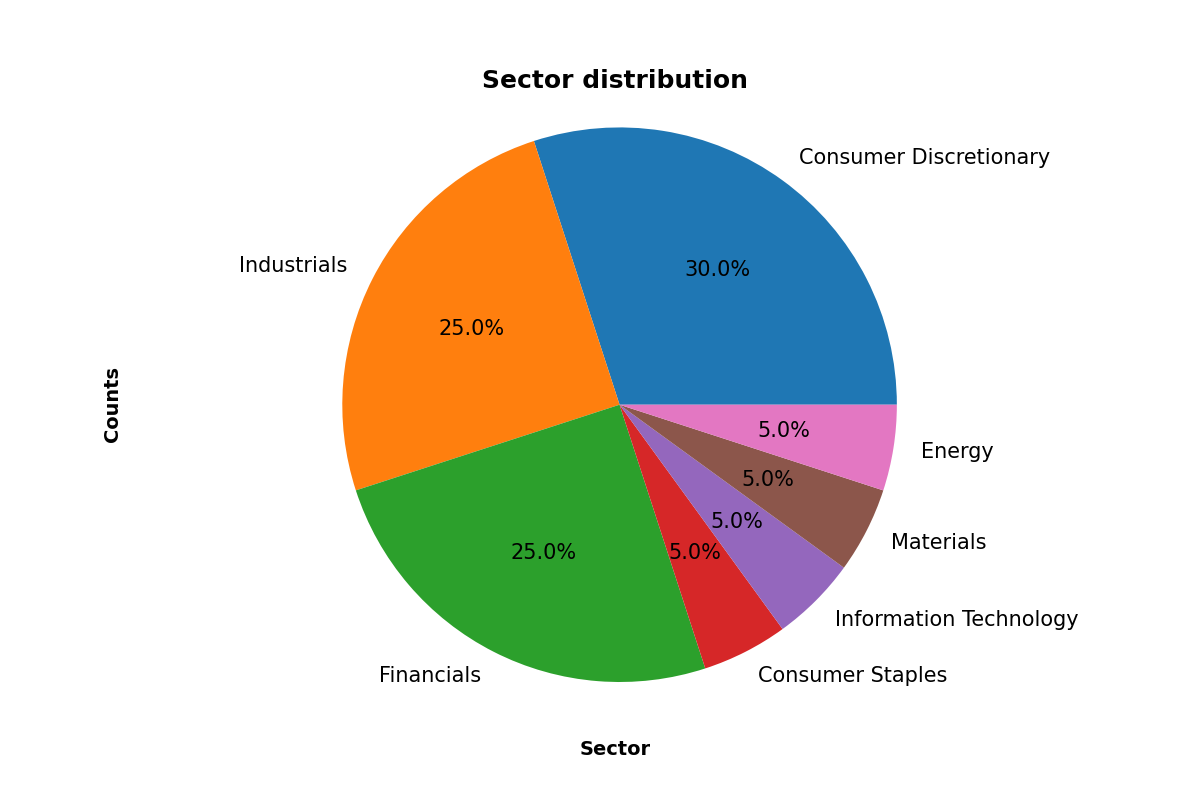 Sector distribution
Consumer Discretionary
Industrials
30.0%
25.0%
Counts
5.0%
Energy
5.0%
5.0%
Materials
25.0%
5.0%
Information Technology
Financials
Consumer Staples
Sector